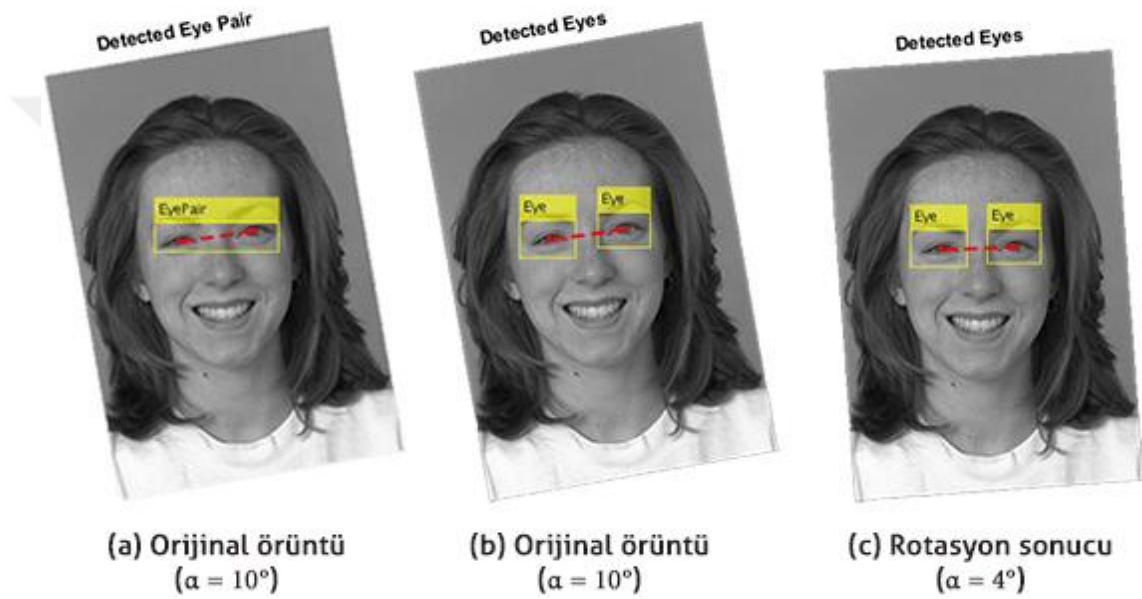 Detected Eye Pair
Detected Eyes
Detected Eyes
EyePair
Eye
Eye
Eye
Eye
(a) Orijinal örüntü
(α = 10°)
(b) Orijinal örüntü
(α = 10°)
(c) Rotasyon sonucu
(α = 4°)